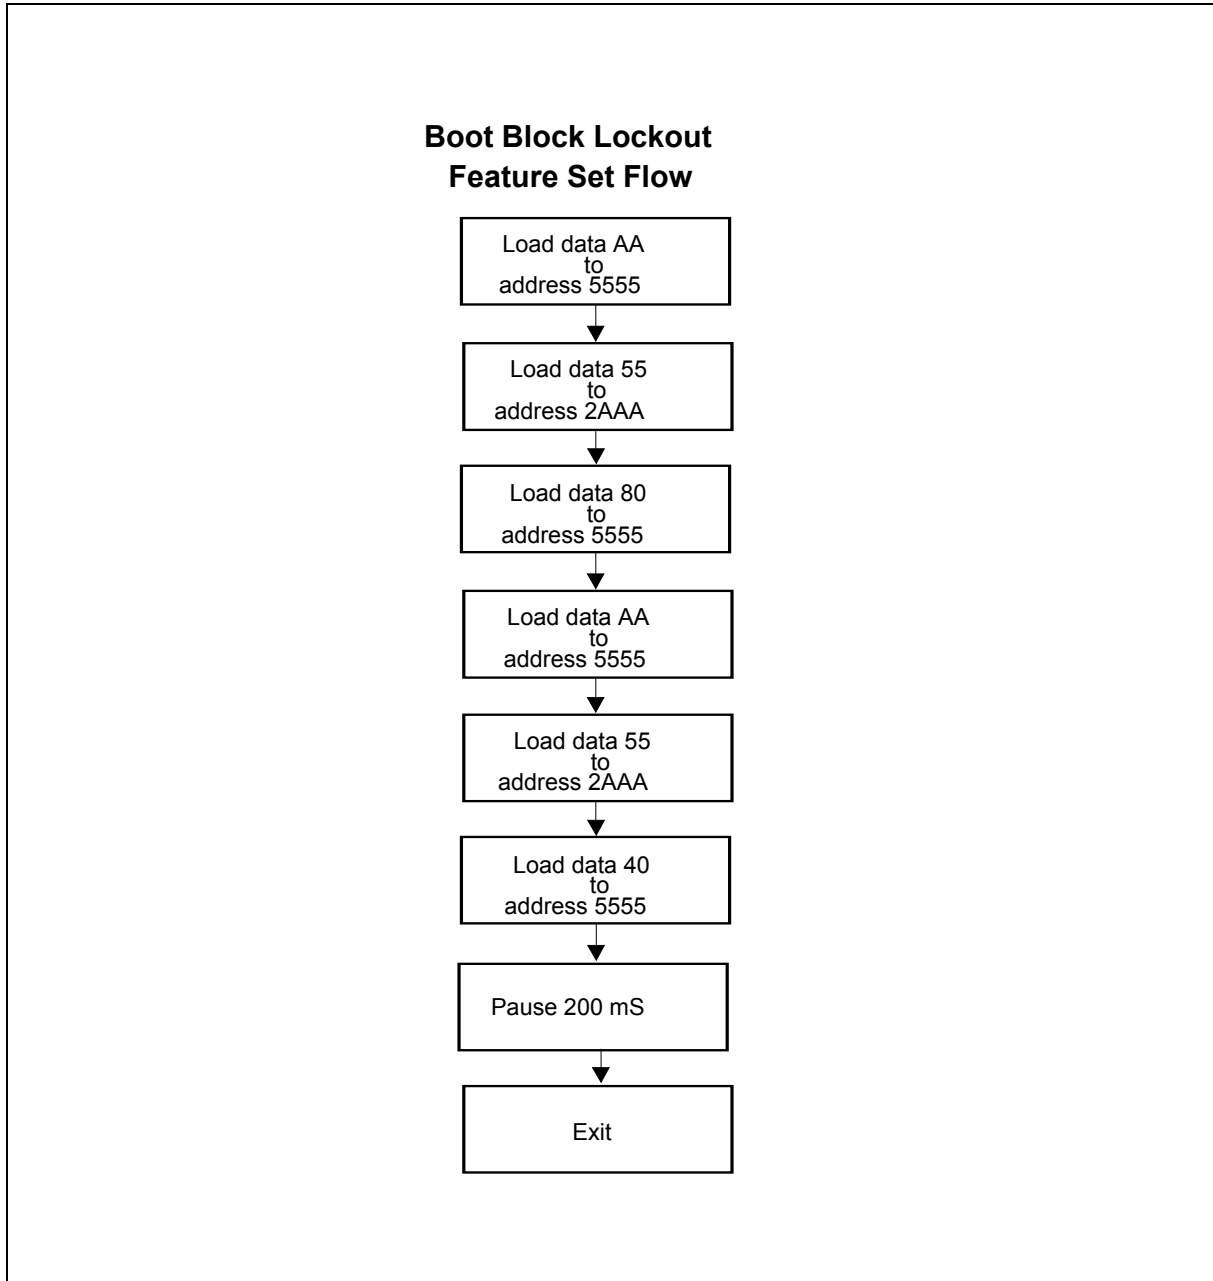 Boot Block Lockout
Feature Set Flow
Load data AA
to
address 5555
Load data 55
to
address 2AAA
Load data 80
to
address 5555
Load data AA
to
address 5555
Load data 55
to
address 2AAA
Load data 40
to
address 5555
Pause 200 mS
Exit